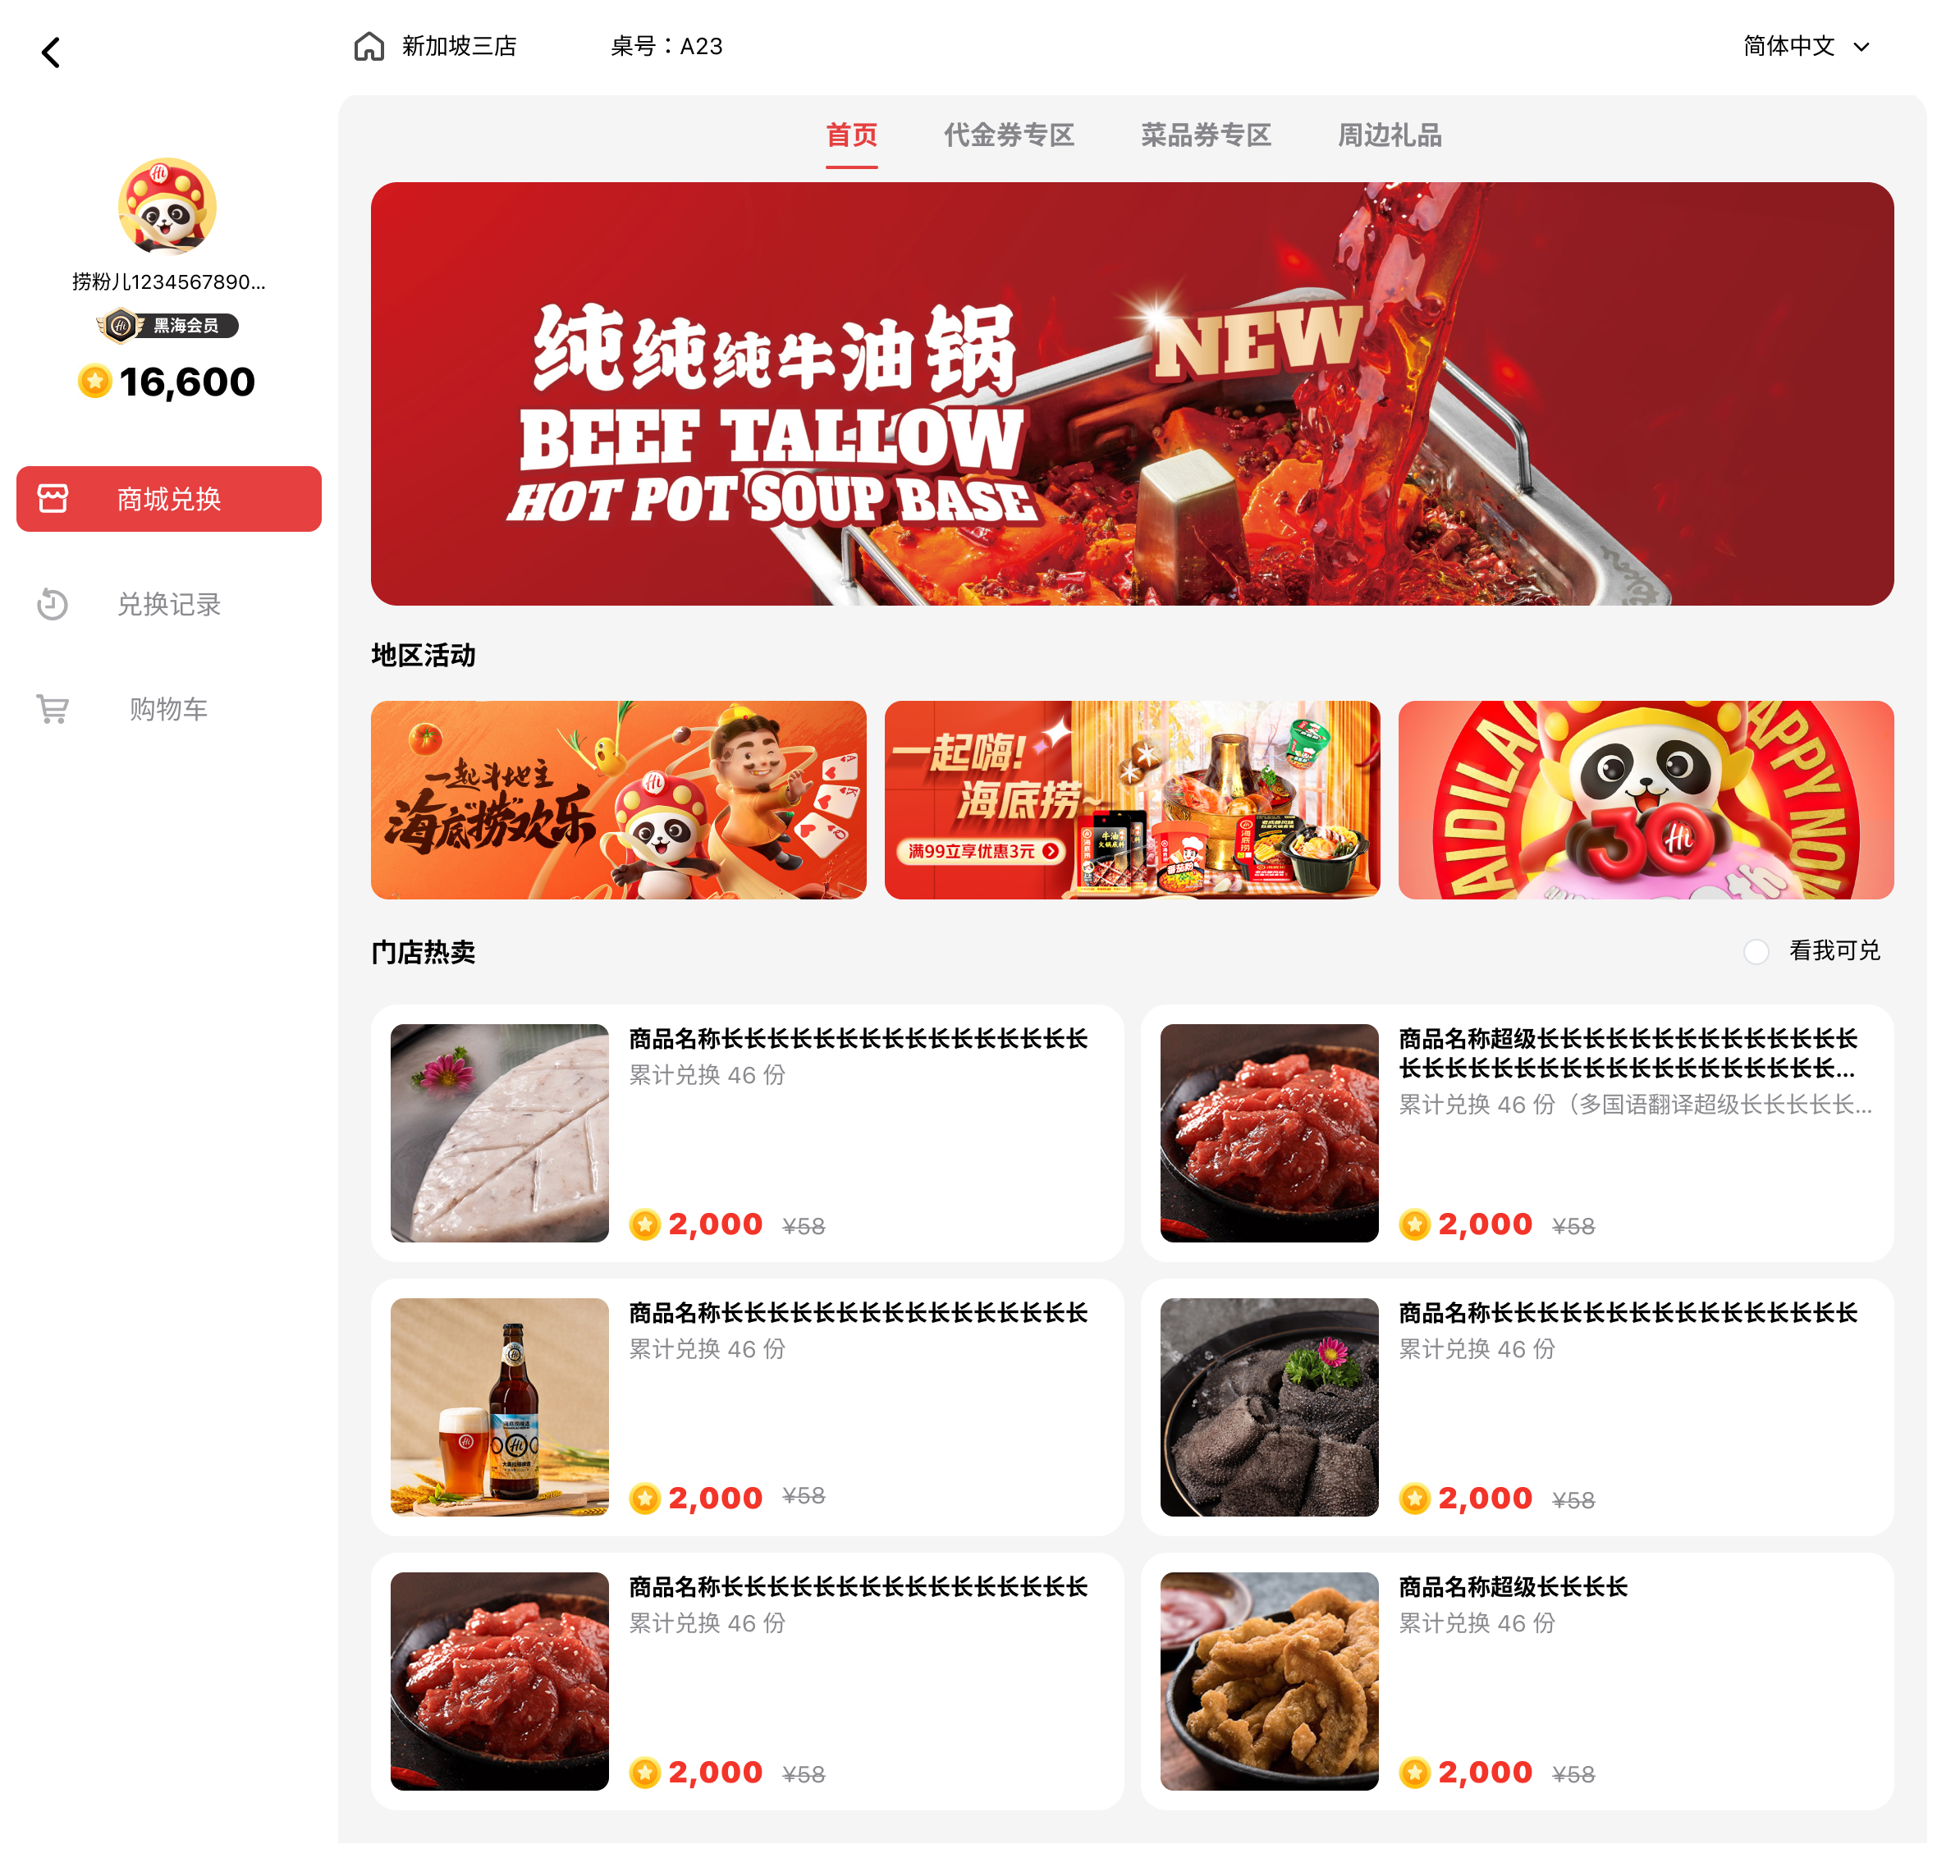 新加坡三店
桌号：A23
简体中文
捞粉儿1234567890...
黑海会员
16,600
商城兑换
兑换记录
购物车
首页
代金券专区
菜品券专区
周边礼品
纯纯纯牛油锅
NEW
BEEF TALLOW
HOT POT SOUP BASE
地区活动
一起斗地主
海底捞欢乐
一起嗨!
海底捞~
满99立享优惠3元
AIDILA
APPY NOW
30
Hi
门店热卖
看我可兑
商品名称长长长长长长长长长长长长长长长长
累计兑换 46 份
2,000 ¥58
商品名称超级长长长长长长长长长长长长长长
长长长长长长长长长长长长长长长长长长长...
累计兑换 46 份（多国语翻译超级长长长长长...
2,000 ¥58
商品名称长长长长长长长长长长长长长长长长
累计兑换 46 份
2,000 ¥58
商品名称长长长长长长长长长长长长长长长长
累计兑换 46 份
2,000 ¥58
商品名称长长长长长长长长长长长长长长长长
累计兑换 46 份
2,000 ¥58
商品名称超级长长长长
累计兑换 46 份
2,000 ¥58